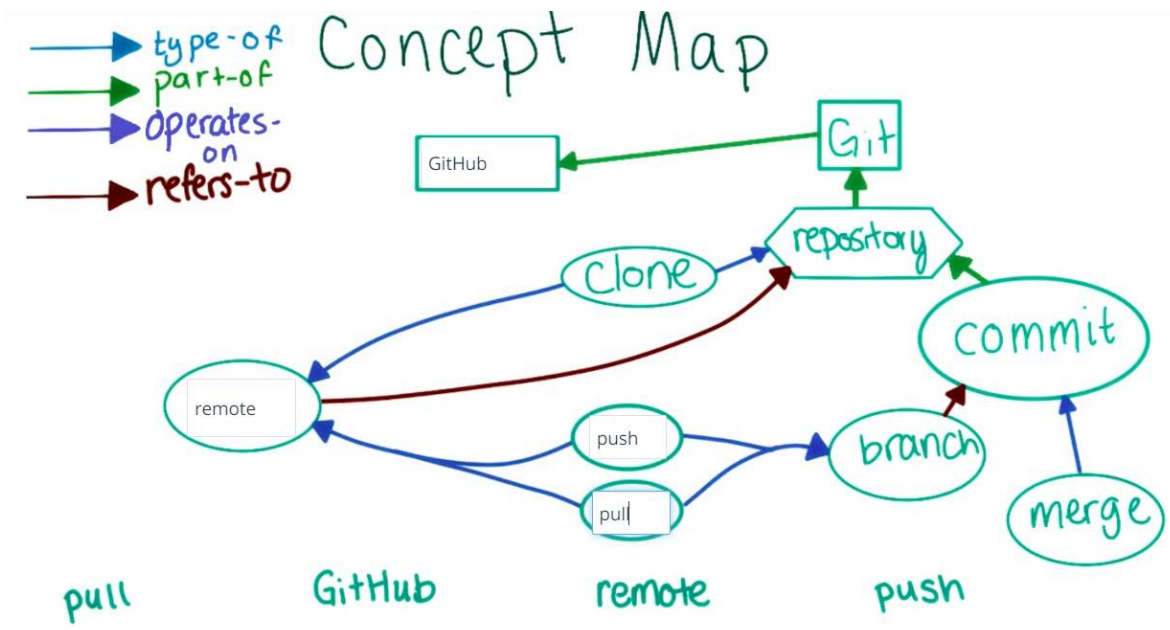 Concept Map
type-of
part-of
operates-
on
refers-to
GitHub
Git
repository
clone
commit
remote
push
branch
pull
merge
pull GitHub remote push